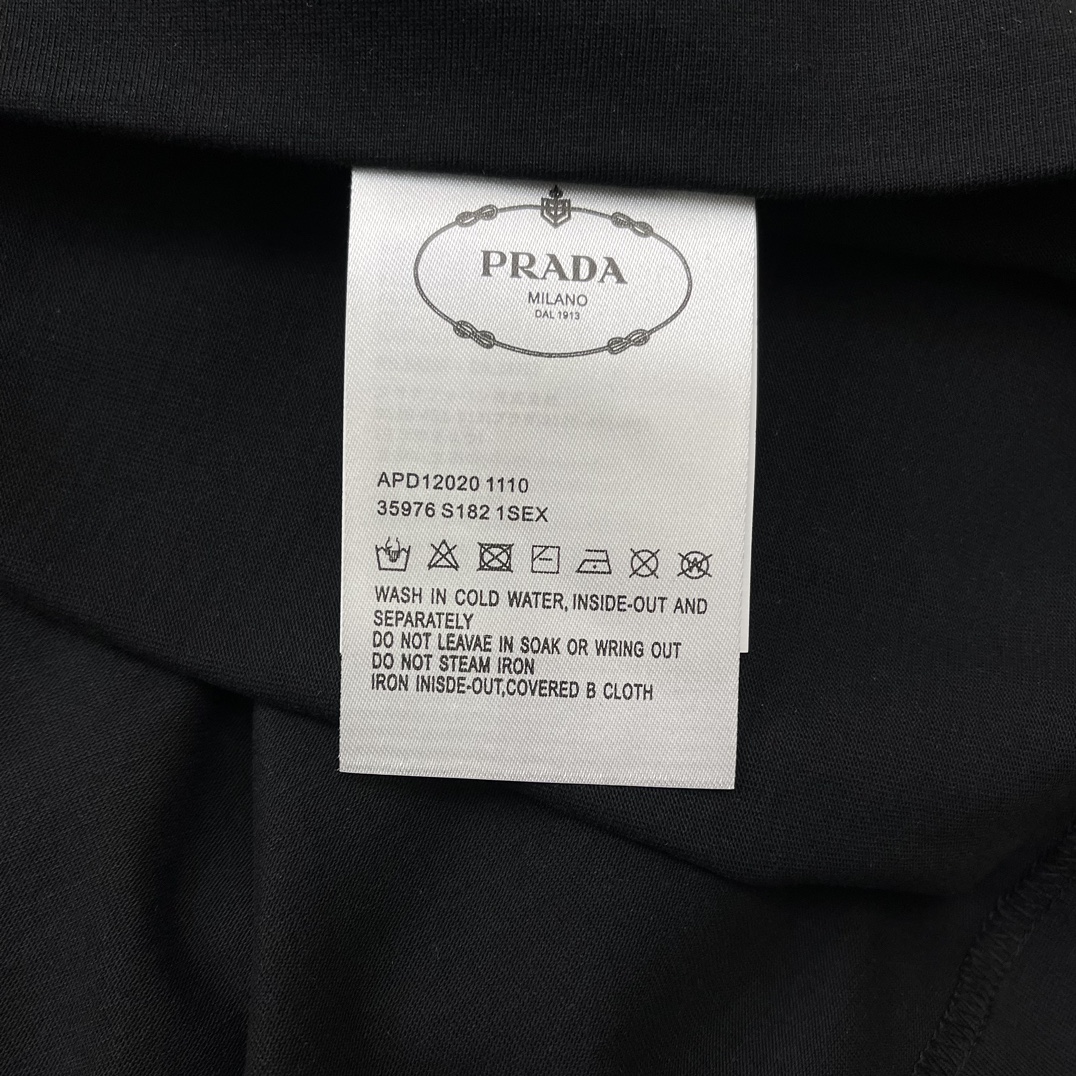 PRADA
MILANO
DAL 1913
APD12020 1110
35976 S182 1SEX
WASH IN COLD WATER, INSIDE-OUT AND
SEPARATELY
DO NOT LEAVAE IN SOAK OR WRING OUT
DO NOT STEAM IRON
IRON INISDE-OUT,COVERED B CLOTH